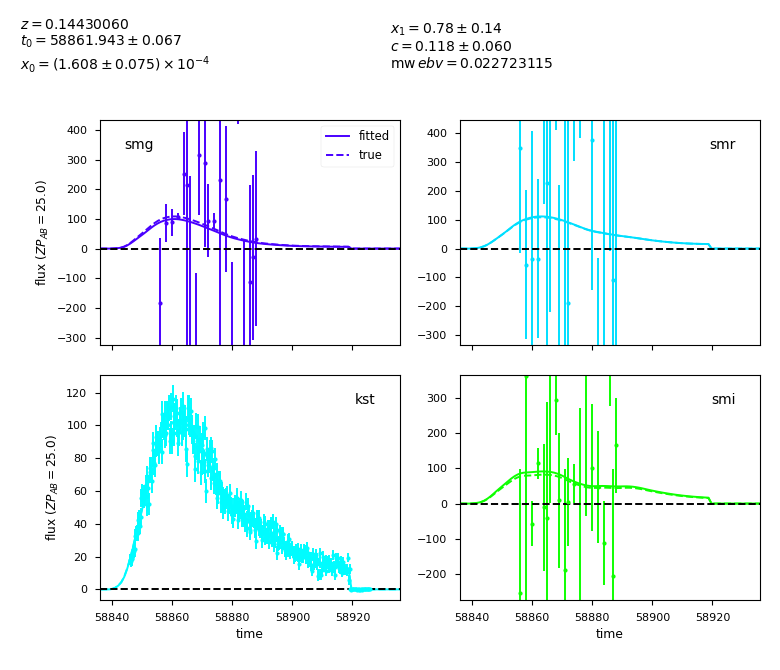 z = 0.14430060
t₀ = 58861.943 ± 0.067
x₀ = (1.608 ± 0.075) × 10⁻⁴
x₁ = 0.78 ± 0.14
c = 0.118 ± 0.060
mw ebv = 0.022723115
smg
fitted
true
400
300
200
100
0
−100
−200
−300
flux (ZP_AB = 25.0)
smr
400
300
200
100
0
−100
−200
−300
kst
120
100
80
60
40
20
0
flux (ZP_AB = 25.0)
58840 58860 58880 58900 58920
time
smi
300
200
100
0
−100
−200
58840 58860 58880 58900 58920
time